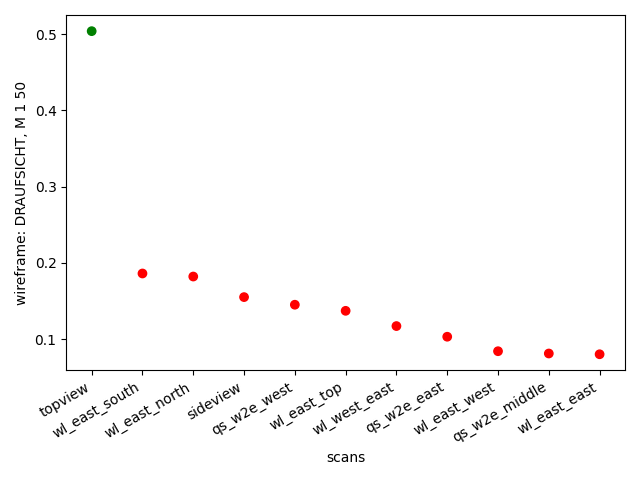 0.5
0.4
0.3
0.2
0.1
wireframe: DRAUFSICHT, M 1 50
topview
wl_east_south
wl_east_north
sideview
qs_w2e_west
wl_east_top
wl_west_east
qs_w2e_east
wl_east_west
qs_w2e_middle
wl_east_east
scans